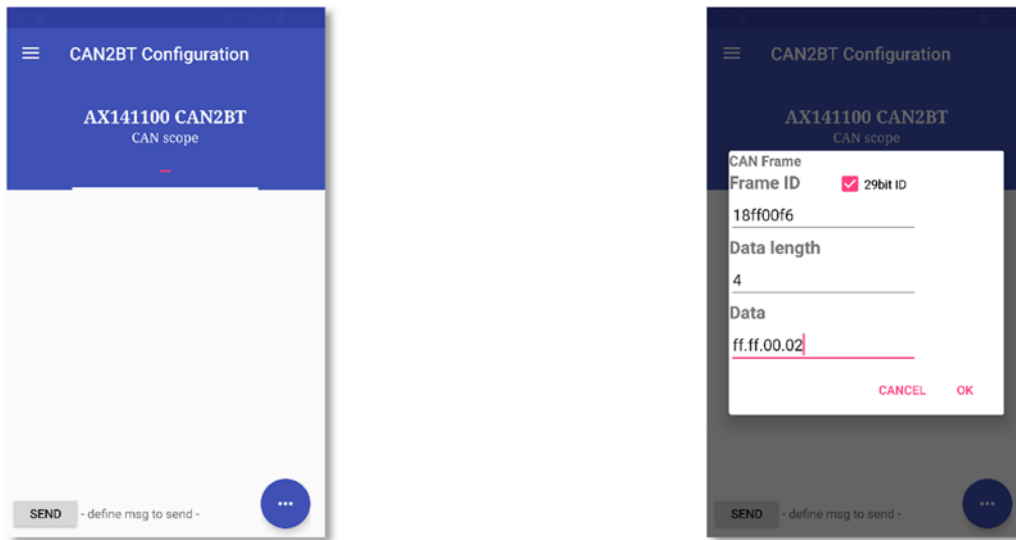 CAN2BT Configuration
AX141100 CAN2BT
CAN scope
SEND - define msg to send -
CAN2BT Configuration
AX141100 CAN2BT
CAN scope
CAN Frame
Frame ID 29bit ID
18ff00f6
Data length
4
Data
ff.ff.00.02
CANCEL OK
SEND - define msg to send -